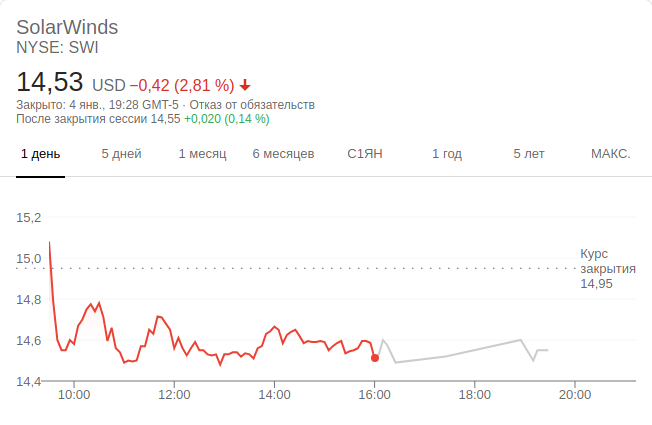 SolarWinds
NYSE: SWI
14,53 USD −0,42 (2,81 %)
Закрыто: 4 янв., 19:28 GMT-5 · Отказ от обязательств
После закрытия сессии 14,55 +0,020 (0,14 %)
1 день 5 дней 1 месяц 6 месяцев С1ЯН 1 год 5 лет МАКС.
15,2
15,0
14,8
14,6
14,4
Курс
закрытия
14,95
10:00 12:00 14:00 16:00 18:00 20:00